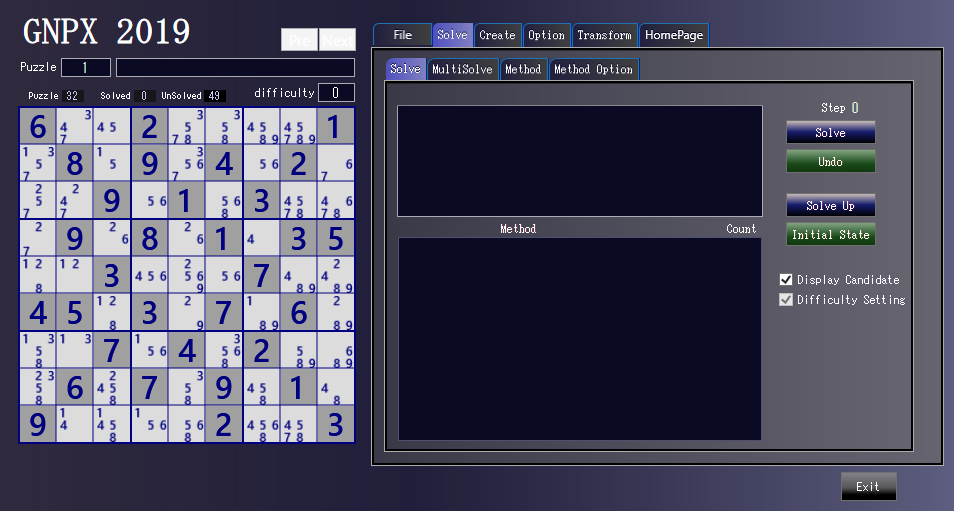 GNPX 2019
Pre Next
Puzzle 1
Puzzle 32 Solved 0 UnSolved 49 difficulty 0
6 3 4 7 4 5 2 3 5 7 8 3 5 8 4 5 8 9 4 5 7 8 9 1
1 3 5 7 8 1 5 9 3 5 6 7 4 5 6 2 6 7
2 5 7 2 4 7 9 5 6 1 5 6 8 3 4 5 7 8 4 6 7 8
2 7 9 2 6 8 2 6 1 4 3 5
1 2 8 1 2 3 4 5 6 2 5 6 9 5 6 7 4 8 9 2 4 8 9
4 5 1 2 8 3 2 9 7 1 8 9 6 2 8 9
1 3 5 8 1 3 7 1 5 6 4 3 5 6 8 2 5 8 9 6 8 9
2 3 5 8 6 2 4 5 8 7 3 5 8 9 4 5 8 1 4 8
9 1 4 1 4 5 8 1 5 6 5 6 8 2 4 5 6 8 4 5 7 8 3
File Solve Create Option Transform HomePage
Solve MultiSolve Method Method Option
Step 0
Solve
Undo
Solve Up
Initial State
Method Count
Display Candidate
Difficulty Setting
Exit